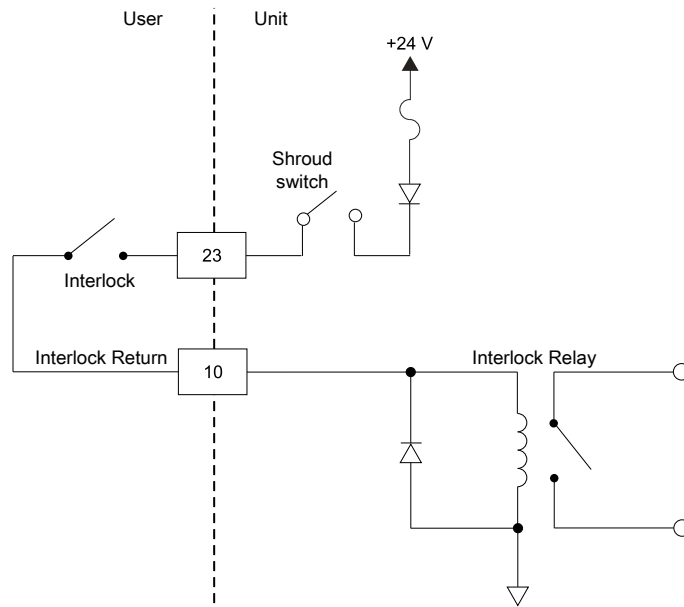 User
Unit
+24 V
Shroud
switch
23
Interlock
Interlock Return
10
Interlock Relay